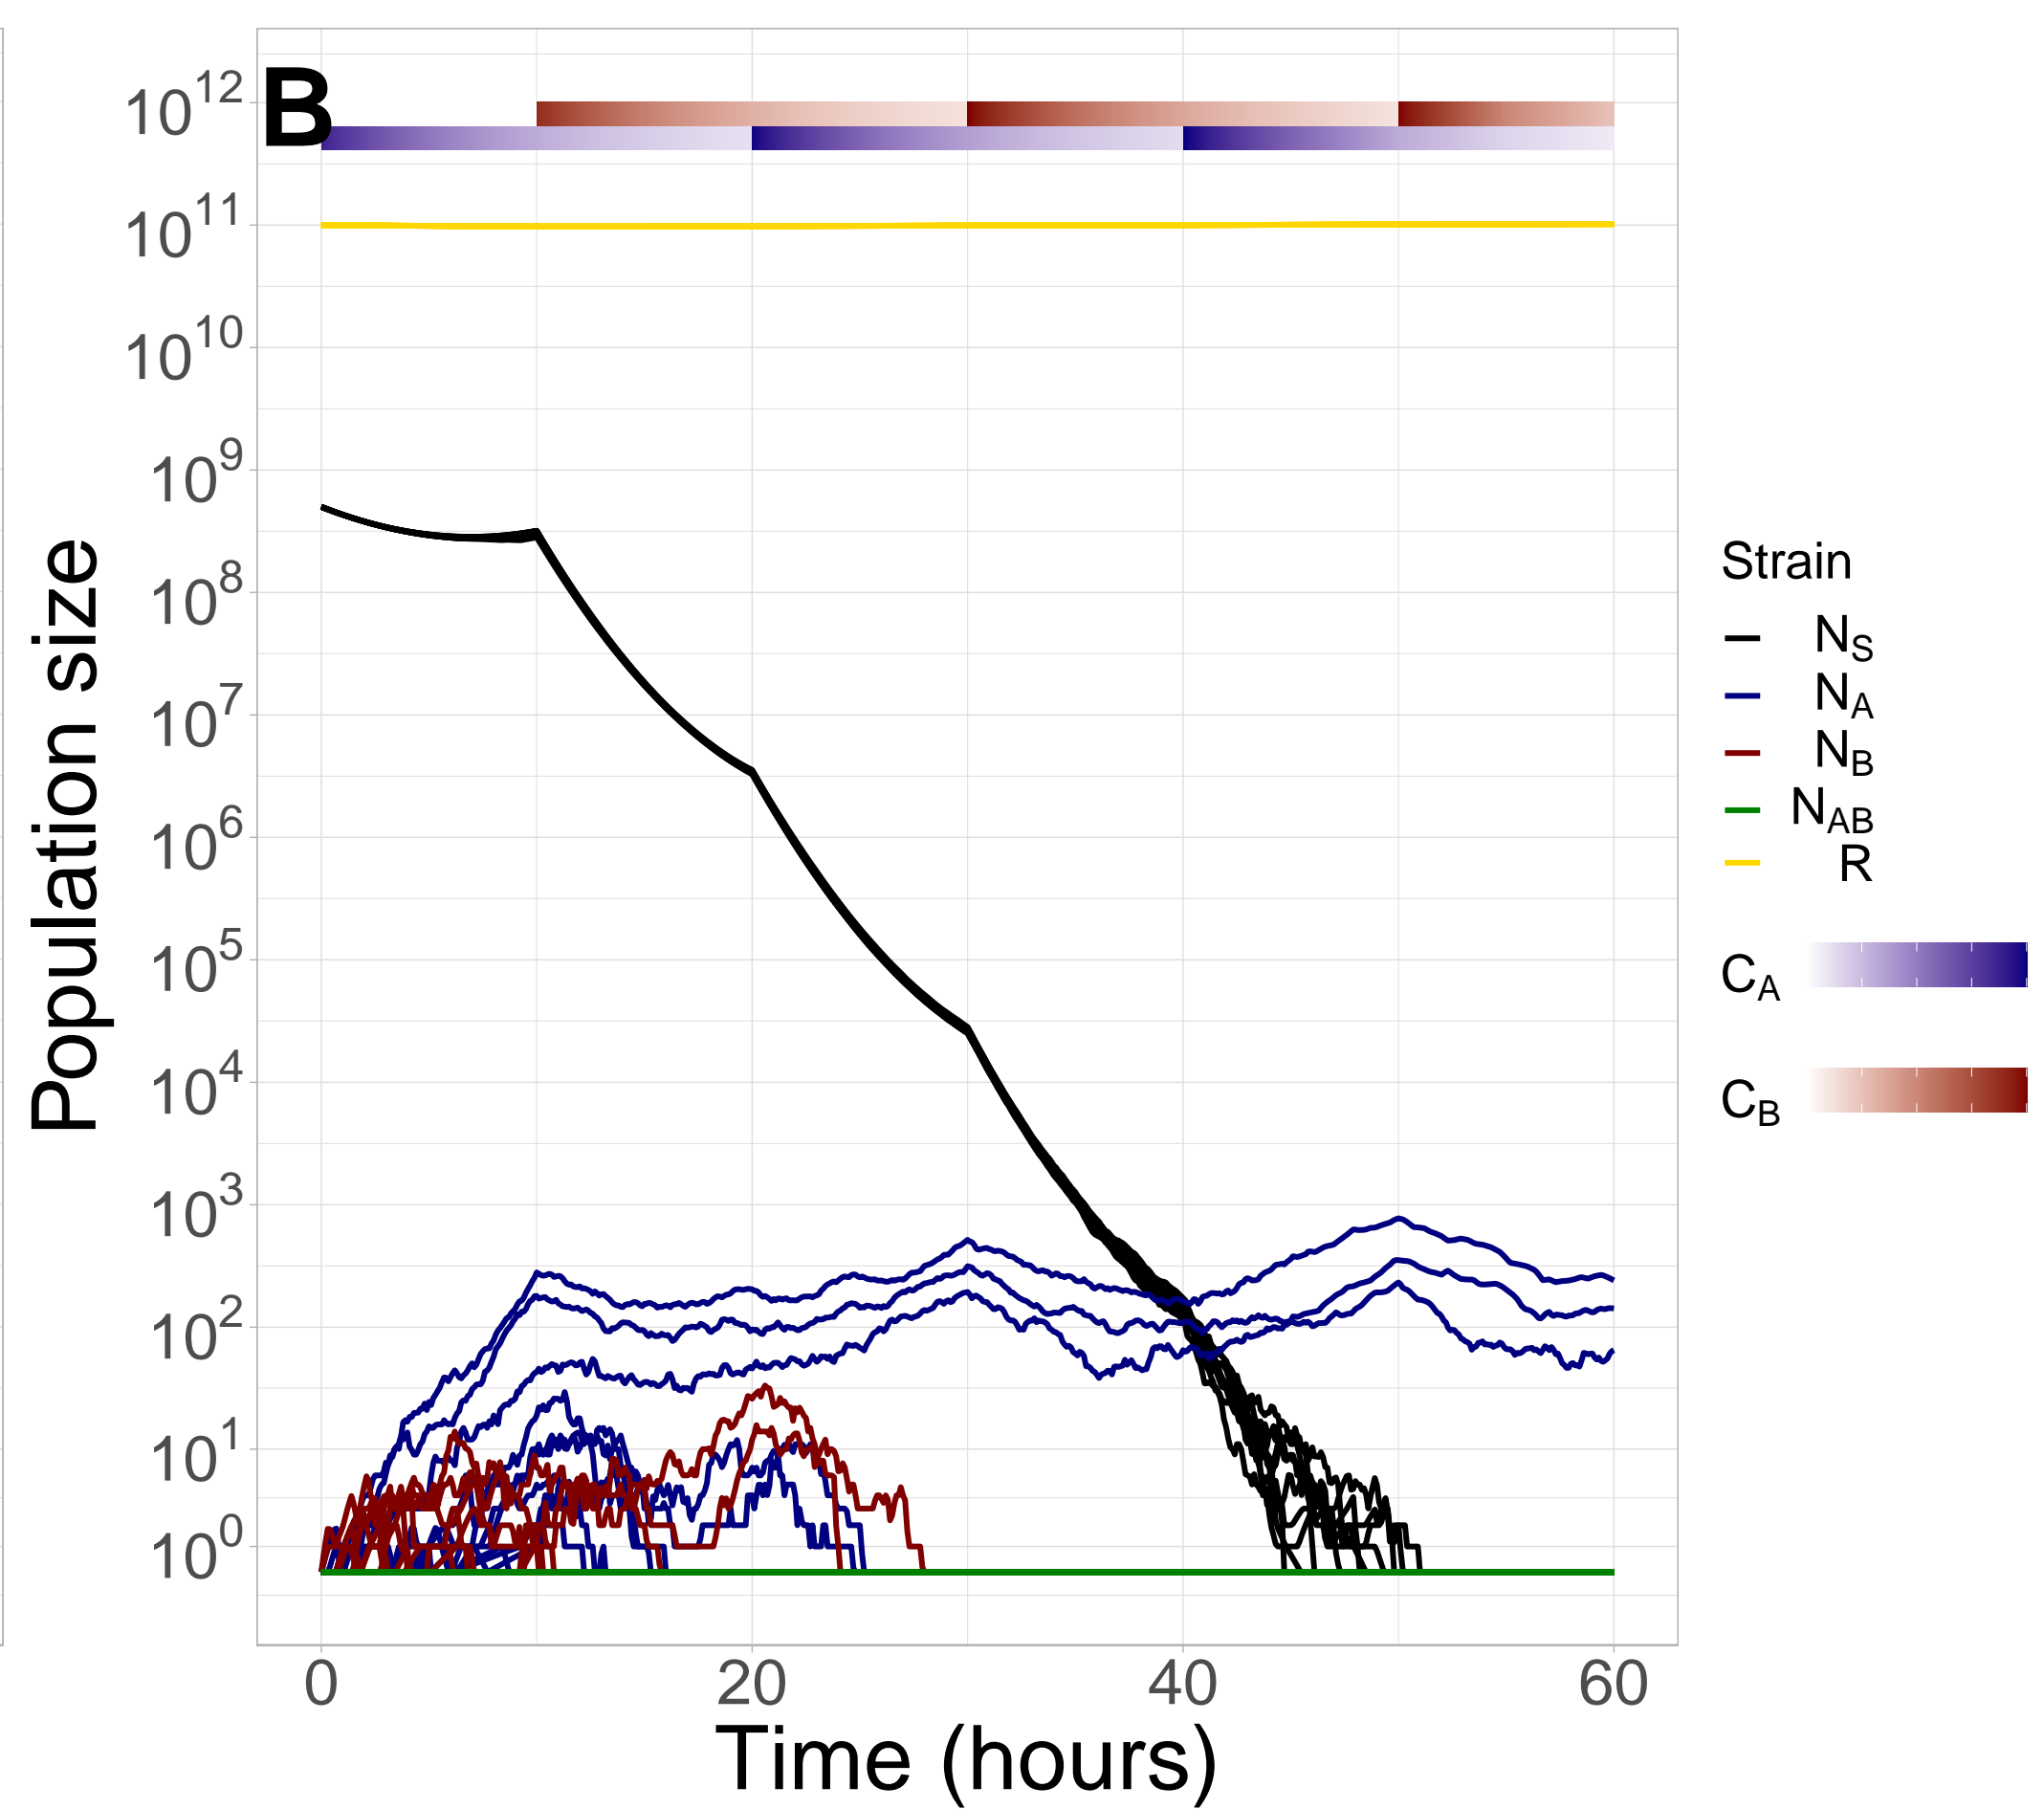 B
10^12
10^11
10^10
10^9
10^8
10^7
10^6
10^5
10^4
10^3
10^2
10^1
10^0
Population size
0 20 40 60
Time (hours)
Strain
N_S
N_A
N_B
N_AB
R
C_A
C_B